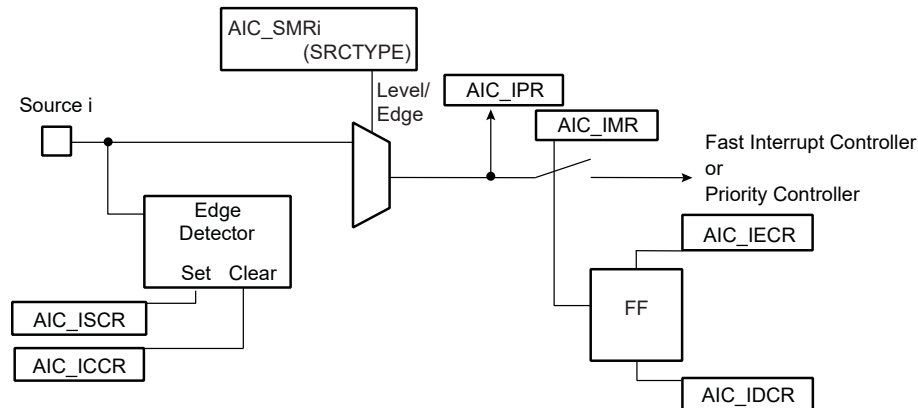 AIC_SMRi
(SRCTYPE)
Level/
Edge
AIC_IPR
AIC_IMR
Source i
Fast Interrupt Controller
or
Priority Controller
Edge
Detector
Set Clear
AIC_IECR
FF
AIC_ISCR
AIC_ICCR
AIC_IDCR